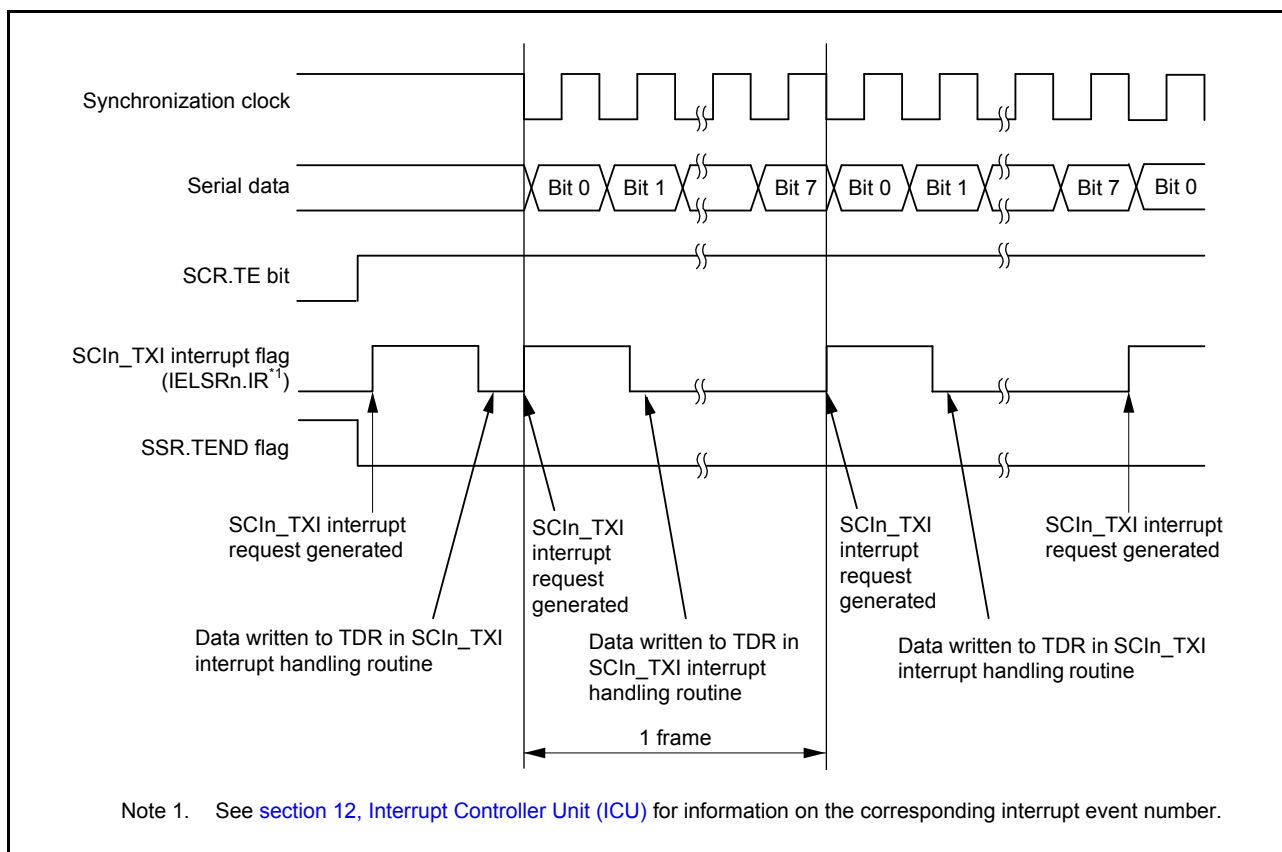 Synchronization clock
Serial data
Bit 0 Bit 1 Bit 7 Bit 0 Bit 1 Bit 7 Bit 0
SCR.TE bit
SCIn_TXI interrupt flag
(IELSRn.IR*1)
SSR.TEND flag
SCIn_TXI interrupt
request generated
SCIn_TXI
interrupt
request
generated
SCIn_TXI
interrupt
request
generated
SCIn_TXI interrupt
request generated
Data written to TDR in SCIn_TXI
interrupt handling routine
Data written to TDR in
SCIn_TXI interrupt
handling routine
Data written to TDR in SCIn_TXI
interrupt handling routine
1 frame
Note 1. See section 12, Interrupt Controller Unit (ICU) for information on the corresponding interrupt event number.